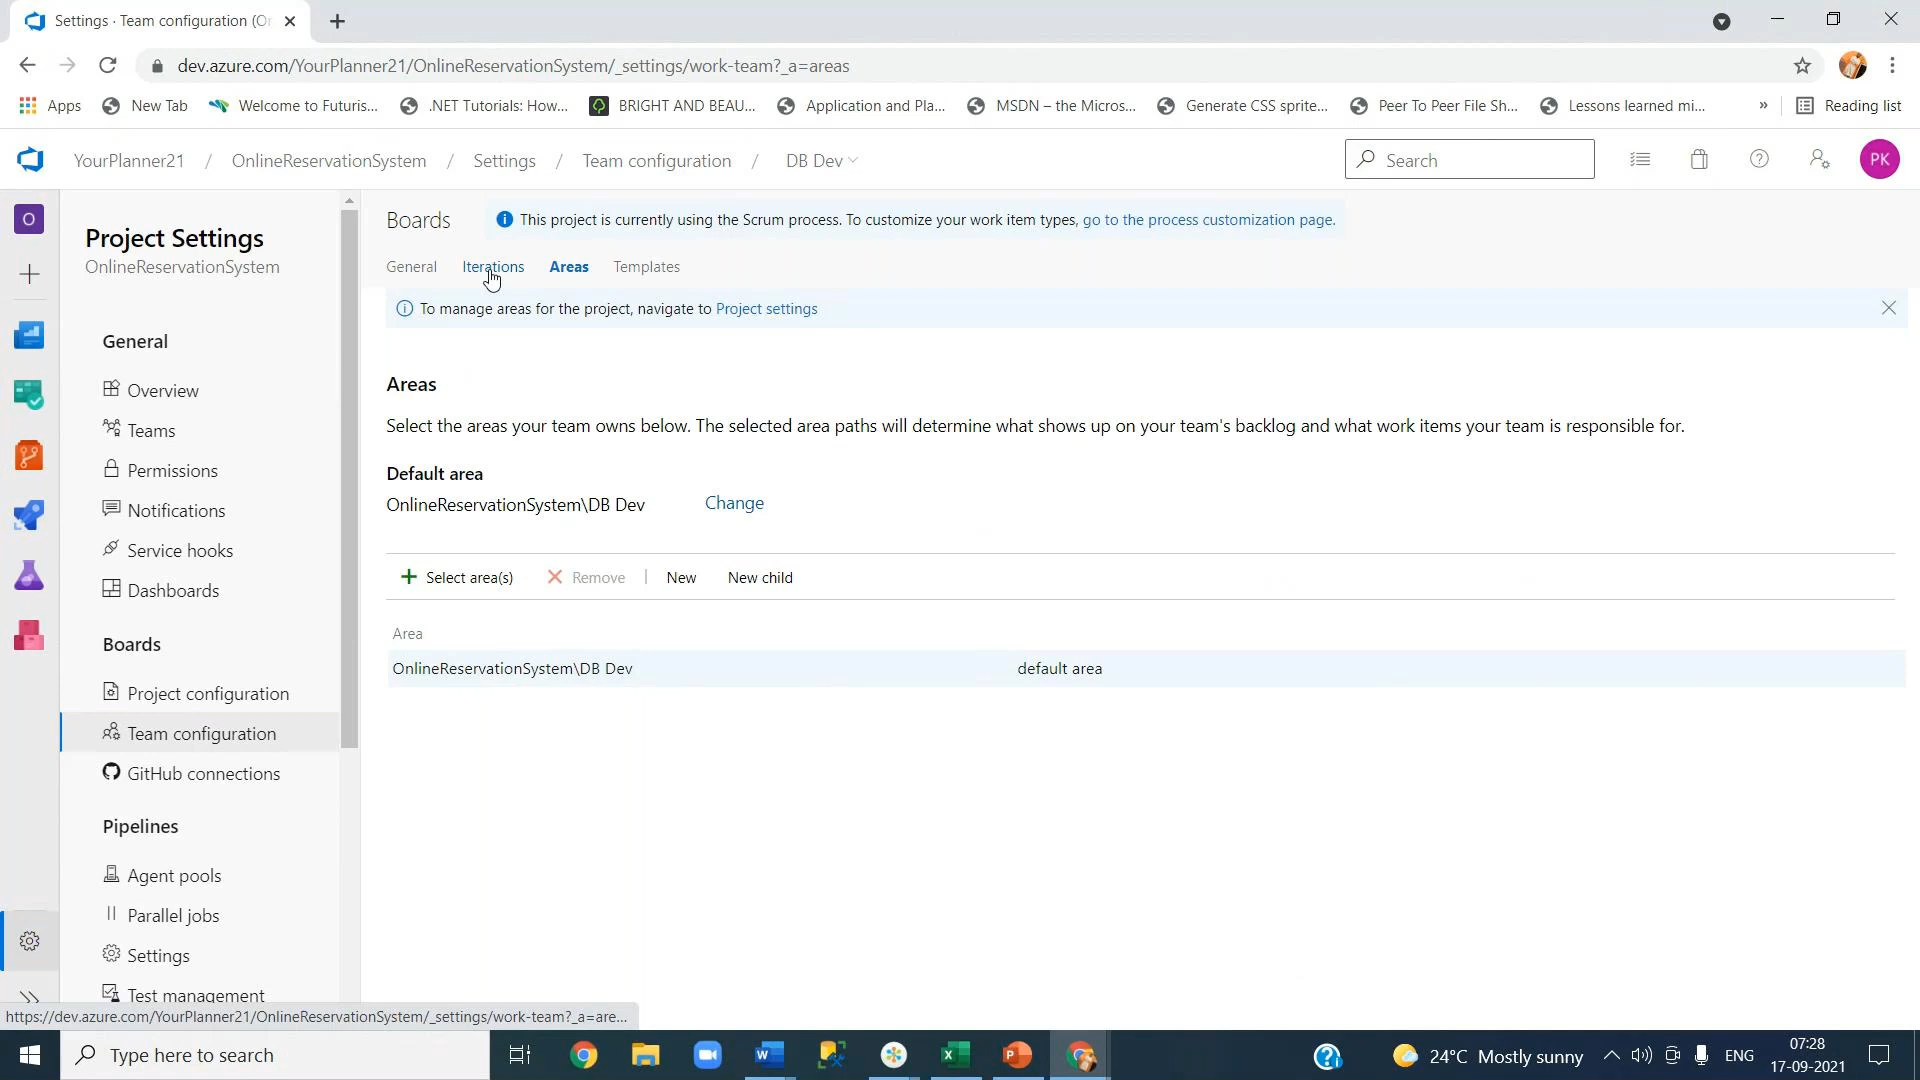 Settings · Team configuration (On
dev.azure.com/YourPlanner21/OnlineReservationSystem/_settings/work-team?_a=areas
Apps
New Tab
Welcome to Futuris...
.NET Tutorials: How...
BRIGHT AND BEAU...
Application and Pla...
MSDN – the Micros...
Generate CSS sprite...
Peer To Peer File Sh...
Lessons learned mi...
»
Reading list
YourPlanner21 / OnlineReservationSystem / Settings / Team configuration / DB Dev
Search
PK
O
Project Settings
OnlineReservationSystem
General
Overview
Teams
Permissions
Notifications
Service hooks
Dashboards
Boards
Project configuration
Team configuration
GitHub connections
Pipelines
Agent pools
Parallel jobs
Settings
Test management
Boards
This project is currently using the Scrum process. To customize your work item types, go to the process customization page.
General
Iterations
Areas
Templates
To manage areas for the project, navigate to Project settings
Areas
Select the areas your team owns below. The selected area paths will determine what shows up on your team's backlog and what work items your team is responsible for.
Default area
OnlineReservationSystem\DB Dev
Change
Select area(s)
Remove
New
New child
Area
OnlineReservationSystem\DB Dev
default area
https://dev.azure.com/YourPlanner21/OnlineReservationSystem/_settings/work-team?_a=are...
Type here to search
24°C Mostly sunny
ENG
07:28
17-09-2021